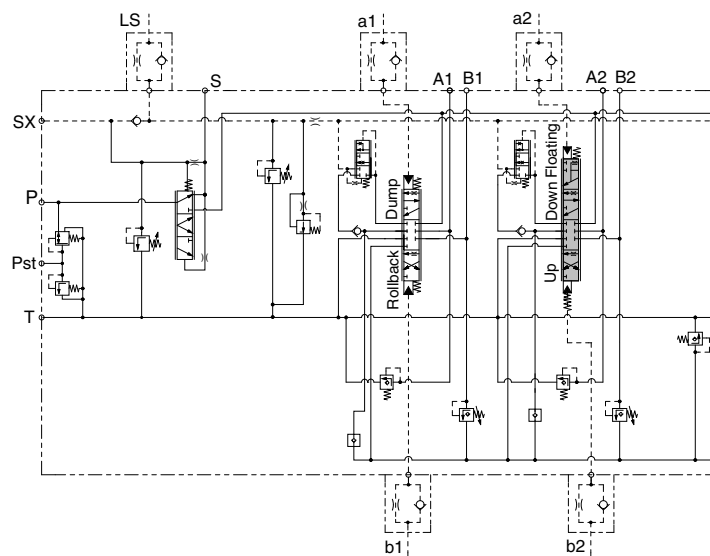 LS
a1
a2
S
A1
B1
A2
B2
SX
P
Pst
T
Dump
Rollback
Down Floating
Up
b1
b2